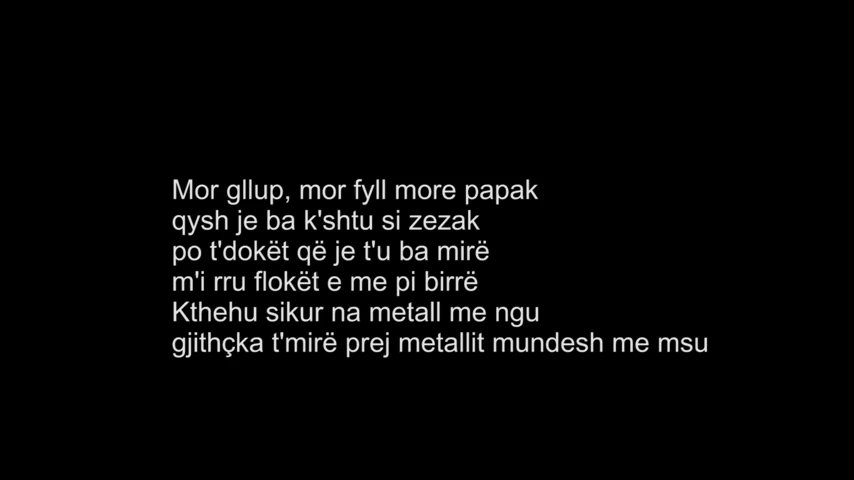 Mor gllup, mor fyll more papak
qysh je ba k'shtu si zezak
po t'dokët që je t'u ba mirë
m'i rru flokët e me pi birrë
Kthehu sikur na metall me ngu
gjithçka t'mirë prej metallit mundesh me msu